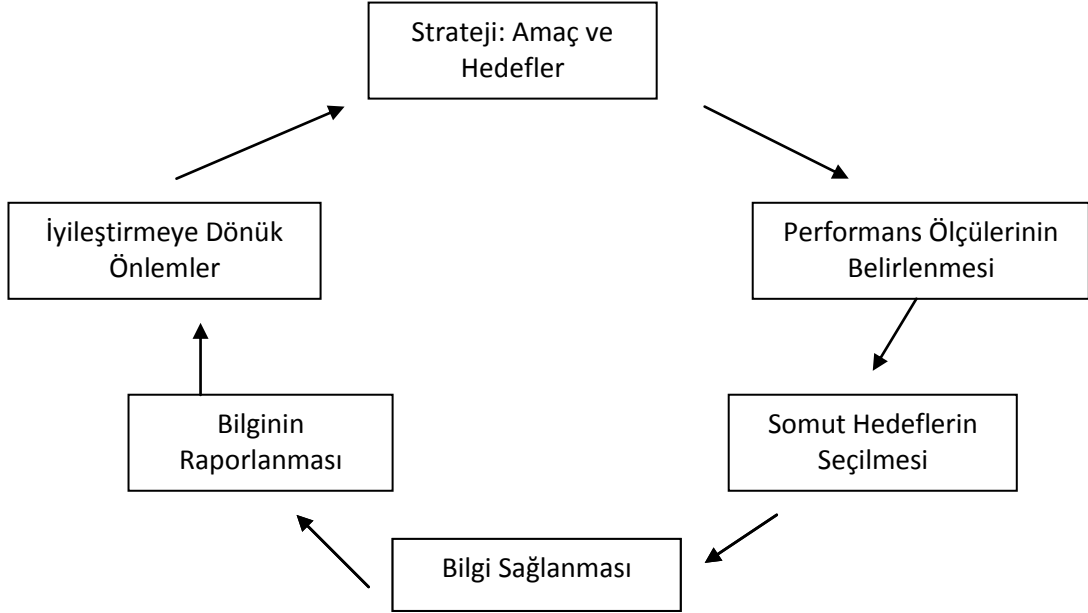 Strateji: Amaç ve
Hedefler
Performans Ölçülerinin
Belirlenmesi
Somut Hedeflerin
Seçilmesi
Bilgi Sağlanması
Bilginin
Raporlanması
İyileştirmeye Dönük
Önlemler